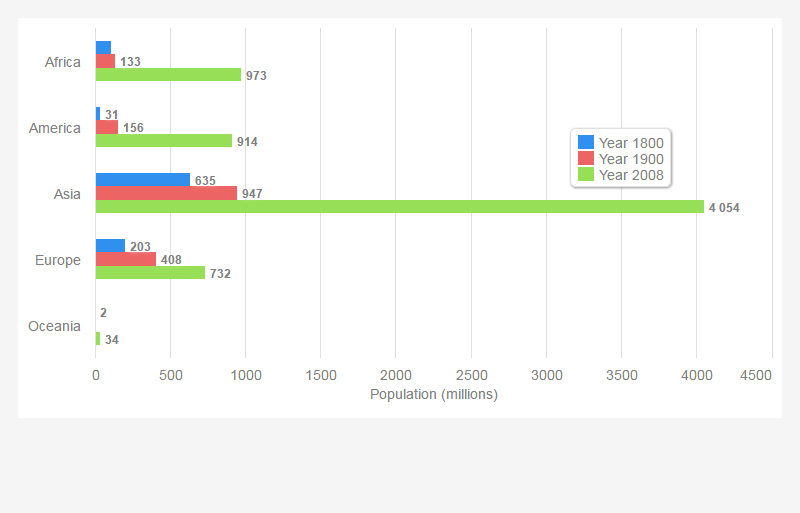 Africa
133
973
America
31
156
914
Year 1800
Year 1900
Year 2008
Asia
635
947
4 054
Europe
203
408
732
2
Oceania
34
0 500 1000 1500 2000 2500 3000 3500 4000 4500
Population (millions)